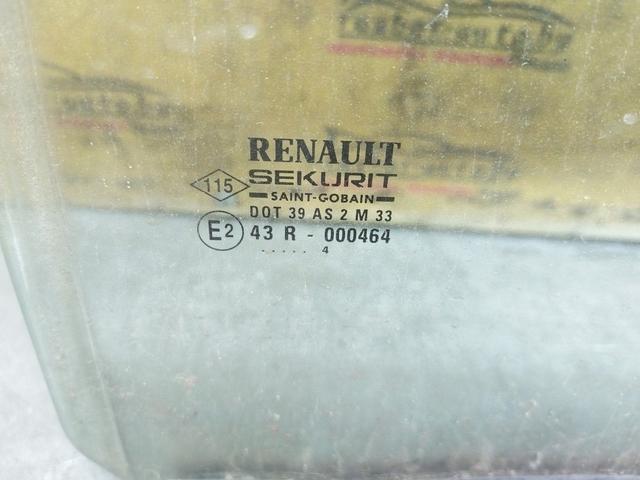 RENAULT
115 SEKURIT
SAINT-GOBAIN
DOT 39 AS 2 M 33
E2 43 R - 000464
..... 4